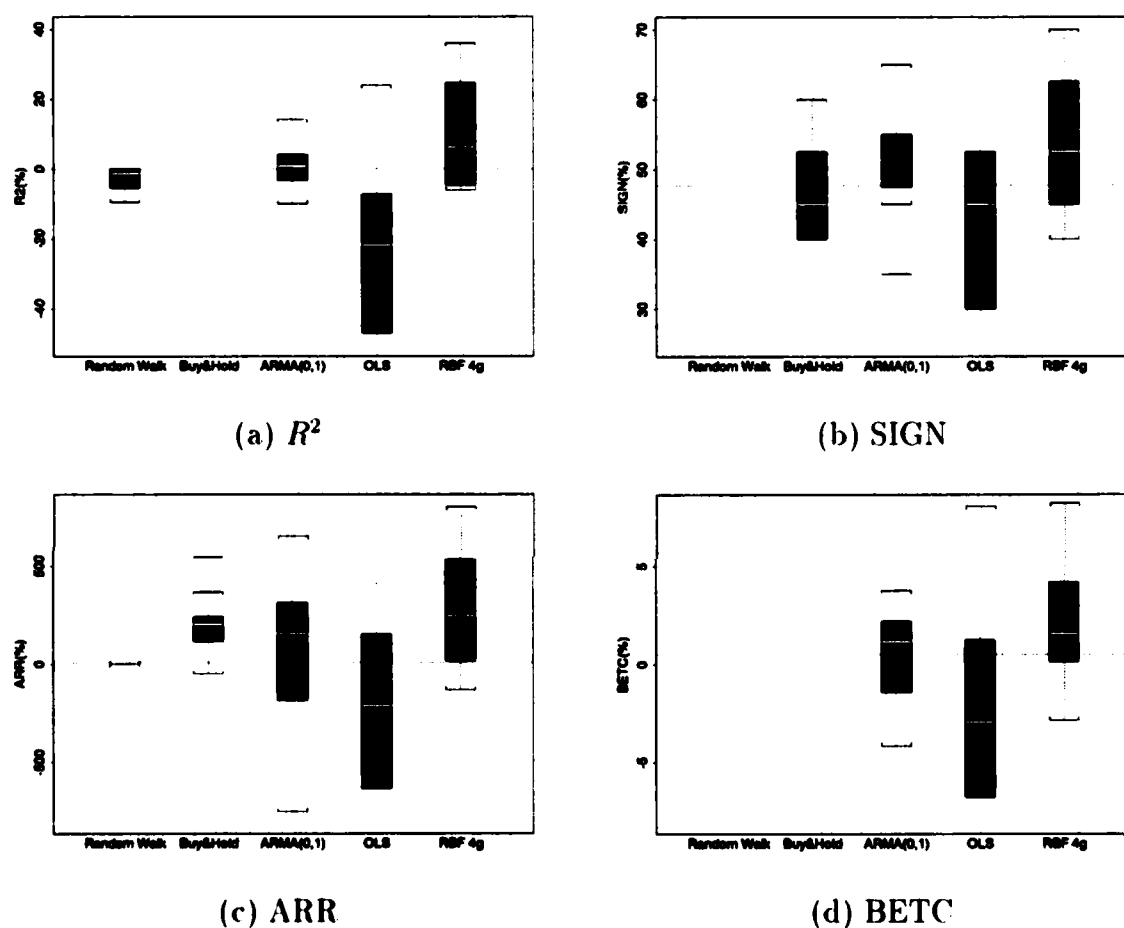 40
20
0
-20
-40
R2(%)
Random Walk Buy&Hold ARMA(0,1) OLS RBF 4g
(a) R²
70
60
50
40
30
SIGN(%)
Random Walk Buy&Hold ARMA(0,1) OLS RBF 4g
(b) SIGN
500
0
-500
ARR(%)
Random Walk Buy&Hold ARMA(0,1) OLS RBF 4g
(c) ARR
5
0
-5
BETC(%)
Random Walk Buy&Hold ARMA(0,1) OLS RBF 4g
(d) BETC